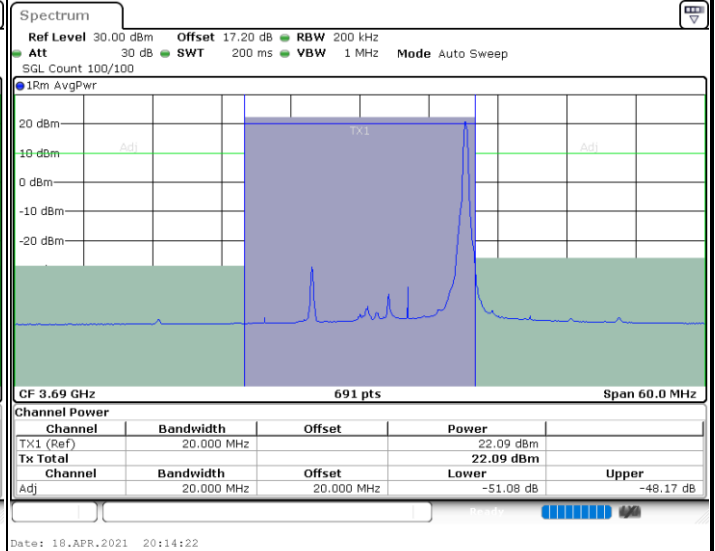 Spectrum
Ref Level 30.00 dBm Offset 17.20 dB RBW 200 kHz
Att 30 dB SWT 200 ms VBW 1 MHz Mode Auto Sweep
SGL Count 100/100
1Rm AvgPwr
20 dBm
TX1
10 dBm Adj Adj
0 dBm
-10 dBm
-20 dBm
CF 3.69 GHz 691 pts Span 60.0 MHz
Channel Power
Channel Bandwidth Offset Power
TX1 (Ref) 20.000 MHz 22.09 dBm
Tx Total 22.09 dBm
Channel Bandwidth Offset Lower Upper
Adj 20.000 MHz 20.000 MHz -51.08 dB -48.17 dB
Ready
Date: 18.APR.2021 20:14:22